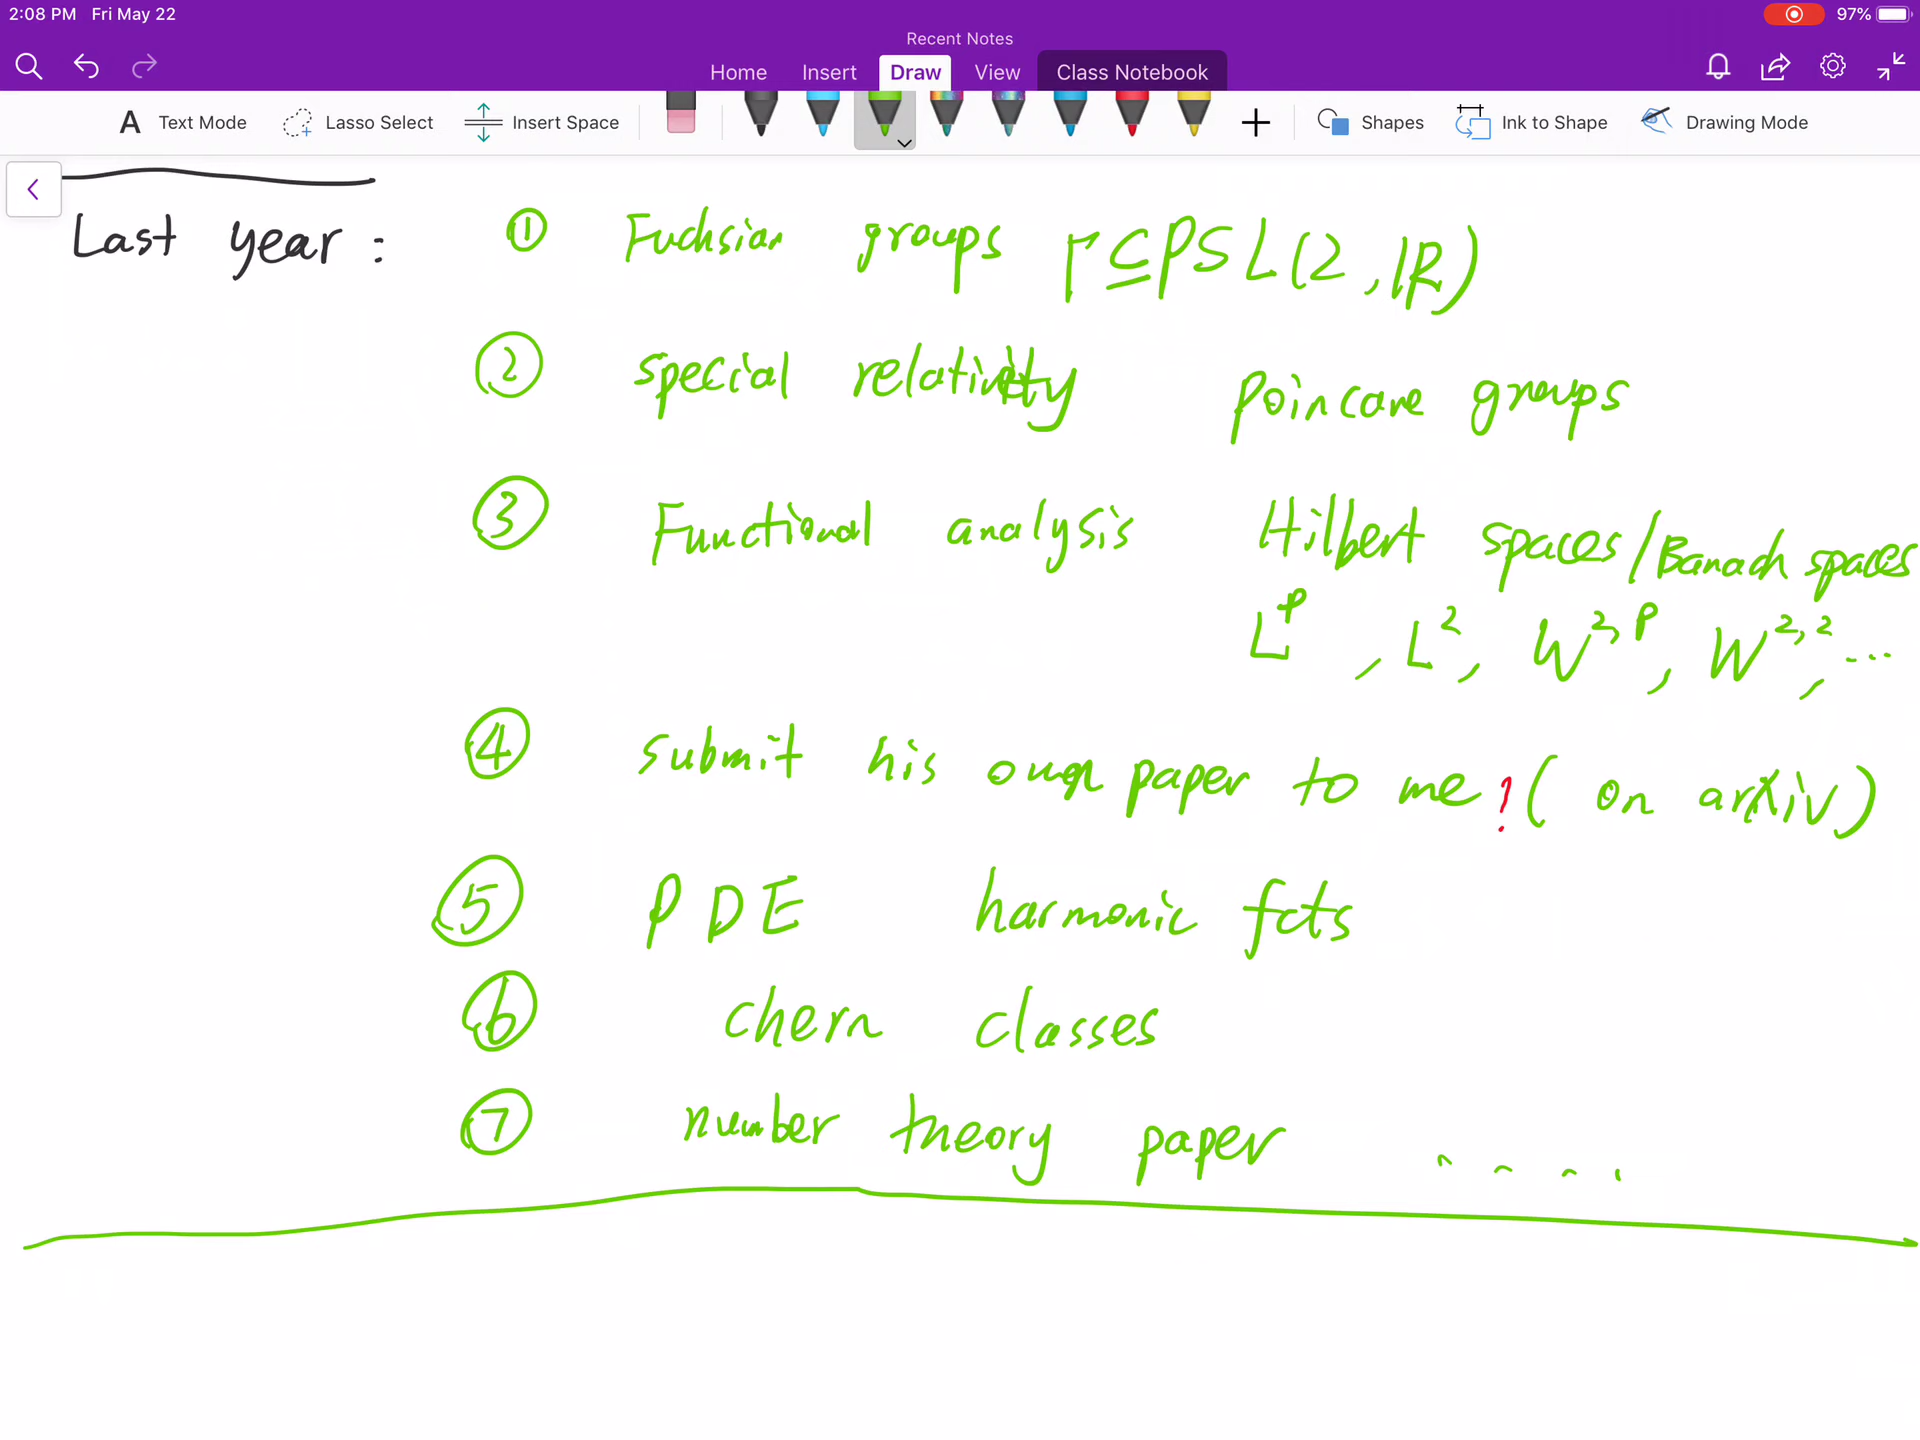 2:08 PM Fri May 22 97%
Recent Notes
Home Insert Draw View Class Notebook
Text Mode Lasso Select Insert Space Shapes Ink to Shape Drawing Mode
Last year : ① Fuchsian groups Γ ⊆ PSL(2, ℝ)
② special relativity Poincare groups
③ Functional analysis Hilbert spaces / Banach spaces
L^p , L^2, W^{2,p}, W^{2,2}, ...
④ submit his own paper to me ! ( on arXiv )
⑤ PDE harmonic fcts
⑥ chern classes
⑦ number theory paper ....